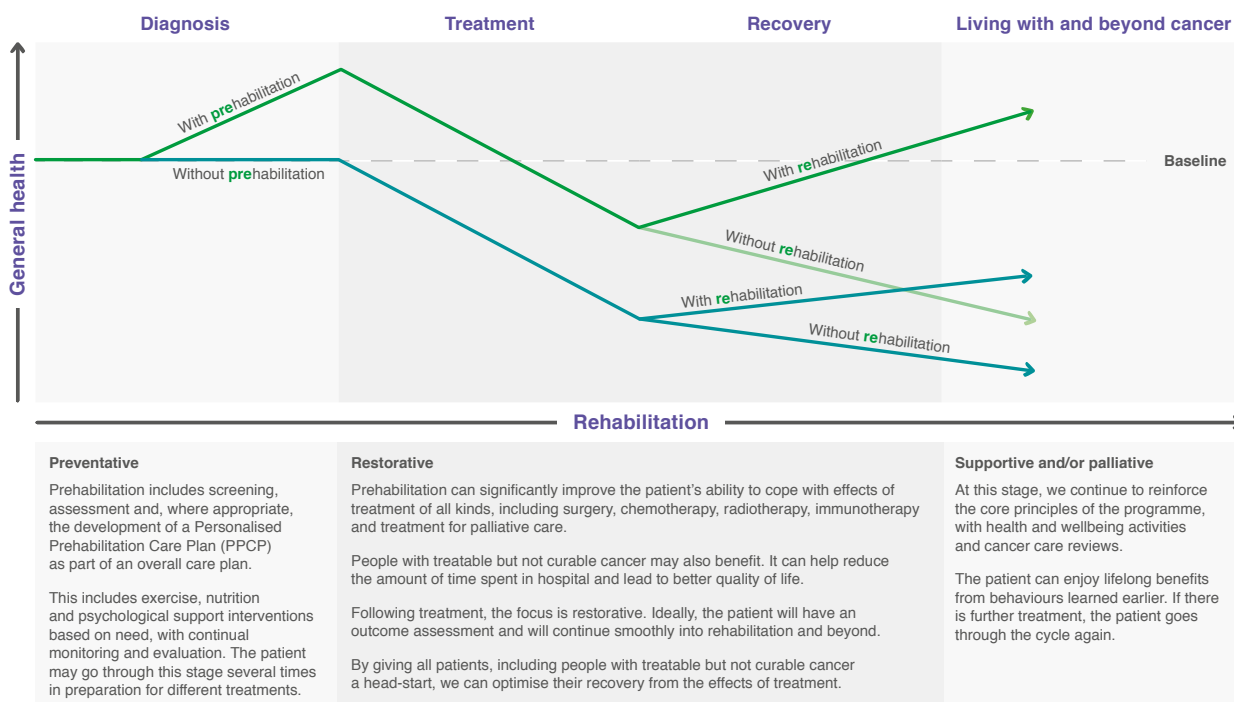 Diagnosis
Treatment
Recovery
Living with and beyond cancer
General health
With prehabilitation
Without prehabilitation
With rehabilitation
Baseline
Without rehabilitation
With rehabilitation
Without rehabilitation
Rehabilitation
Preventative
Prehabilitation includes screening,
assessment and, where appropriate,
the development of a Personalised
Prehabilitation Care Plan (PPCP)
as part of an overall care plan.
This includes exercise, nutrition
and psychological support interventions
based on need, with continual
monitoring and evaluation. The patient
may go through this stage several times
in preparation for different treatments.
Restorative
Prehabilitation can significantly improve the patient's ability to cope with effects of
treatment of all kinds, including surgery, chemotherapy, radiotherapy, immunotherapy
and treatment for palliative care.
People with treatable but not curable cancer may also benefit. It can help reduce
the amount of time spent in hospital and lead to better quality of life.
Following treatment, the focus is restorative. Ideally, the patient will have an
outcome assessment and will continue smoothly into rehabilitation and beyond.
By giving all patients, including people with treatable but not curable cancer
a head-start, we can optimise their recovery from the effects of treatment.
Supportive and/or palliative
At this stage, we continue to reinforce
the core principles of the programme,
with health and wellbeing activities
and cancer care reviews.
The patient can enjoy lifelong benefits
from behaviours learned earlier. If there
is further treatment, the patient goes
through the cycle again.